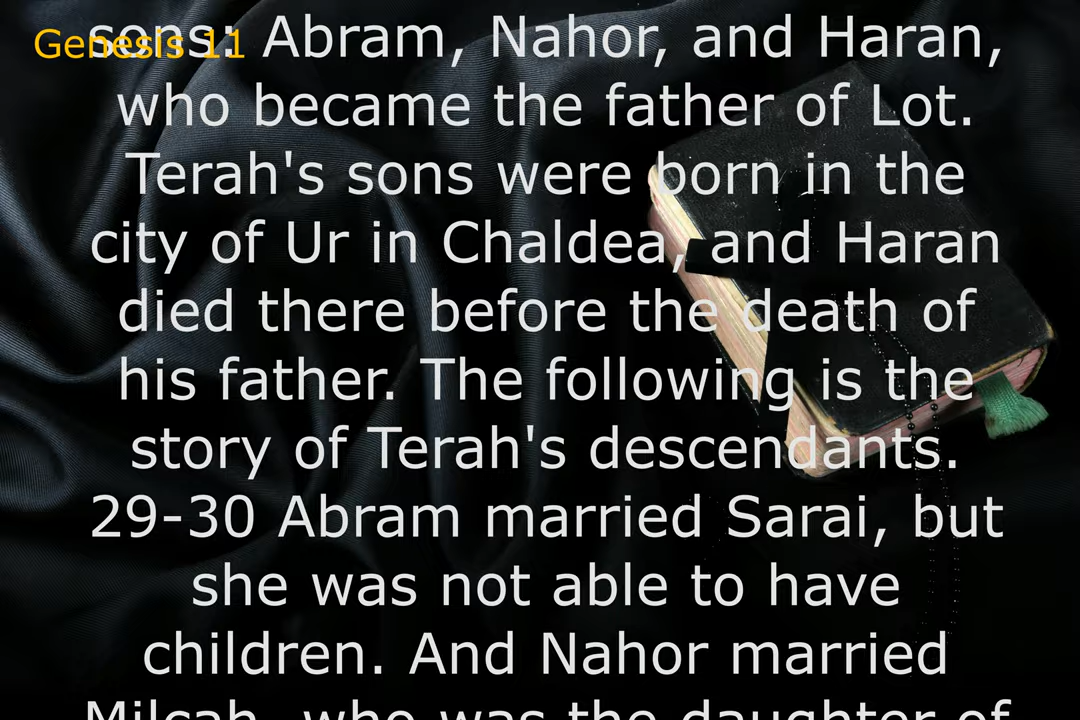 Genesis 11
sons: Abram, Nahor, and Haran,
who became the father of Lot.
Terah's sons were born in the
city of Ur in Chaldea, and Haran
died there before the death of
his father. The following is the
story of Terah's descendants.
29-30 Abram married Sarai, but
she was not able to have
children. And Nahor married
Milcah, who was the daughter of